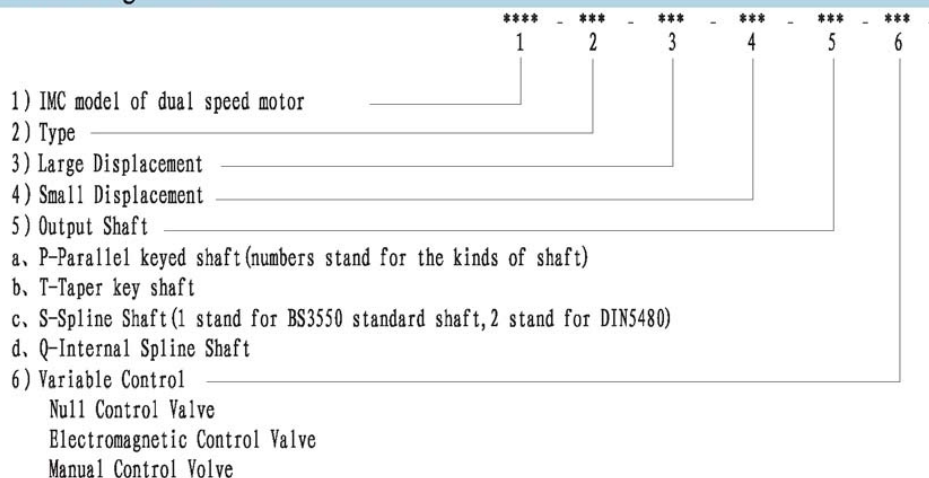 **** - *** - *** - *** - *** - ***
1 2 3 4 5 6
1) IMC model of dual speed motor
2) Type
3) Large Displacement
4) Small Displacement
5) Output Shaft
a、P-Parallel keyed shaft(numbers stand for the kinds of shaft)
b、T-Taper key shaft
c、S-Spline Shaft(1 stand for BS3550 standard shaft,2 stand for DIN5480)
d、Q-Internal Spline Shaft
6) Variable Control
Null Control Valve
Electromagnetic Control Valve
Manual Control Volve